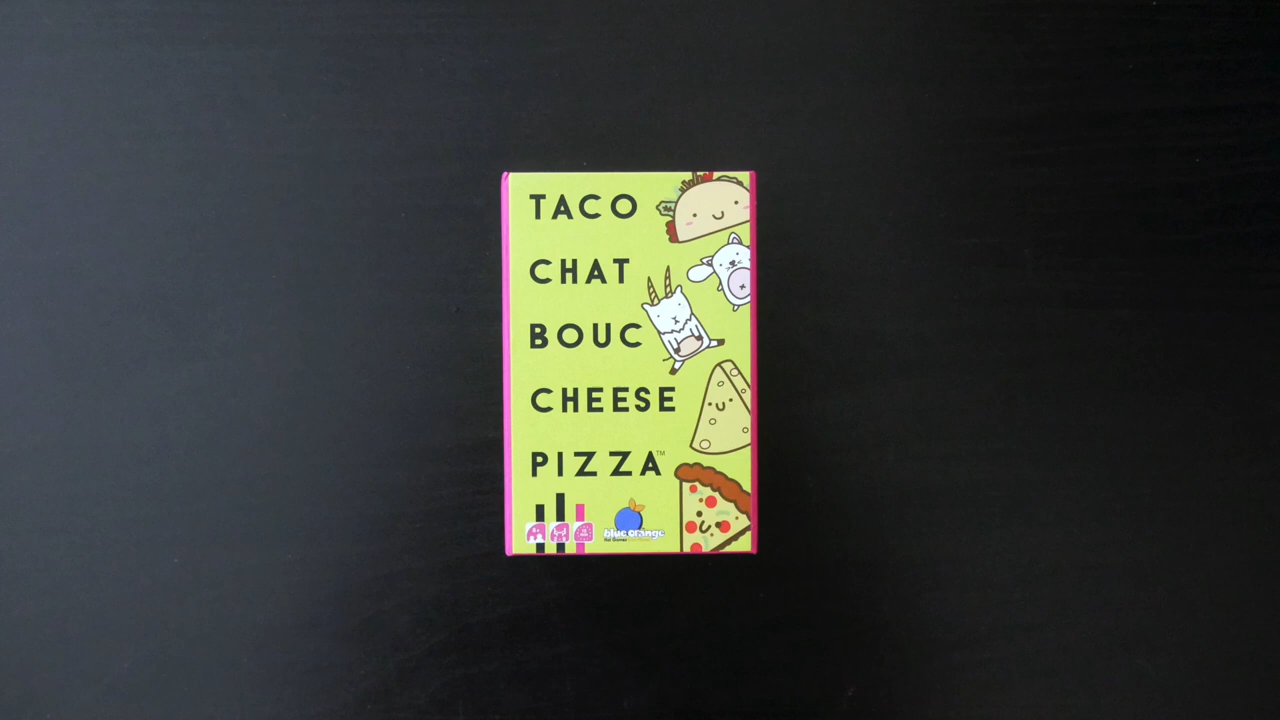 TACO
CHAT
BOUC
CHEESE
PIZZA™
blue orange